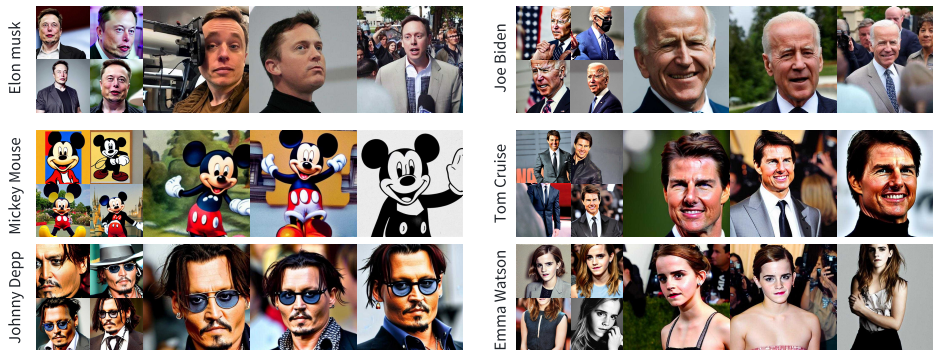 Elon musk
Joe Biden
Mickey Mouse
Tom Cruise
Johnny Depp
Emma Watson